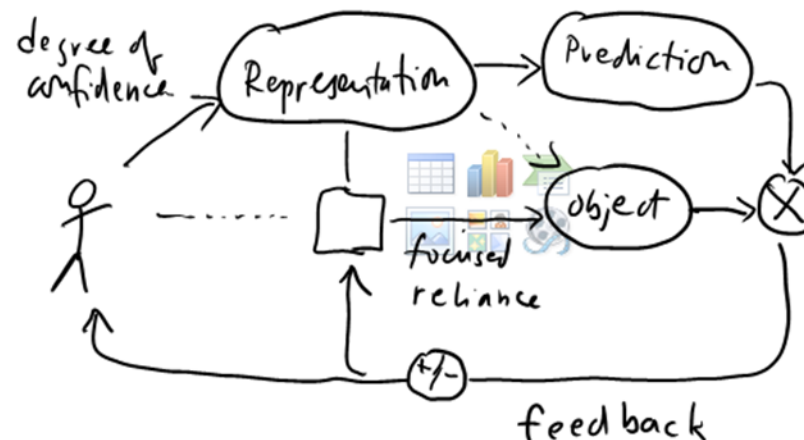 degree of
confidence
Representation
Prediction
object
X
focused
reliance
+/-
feedback